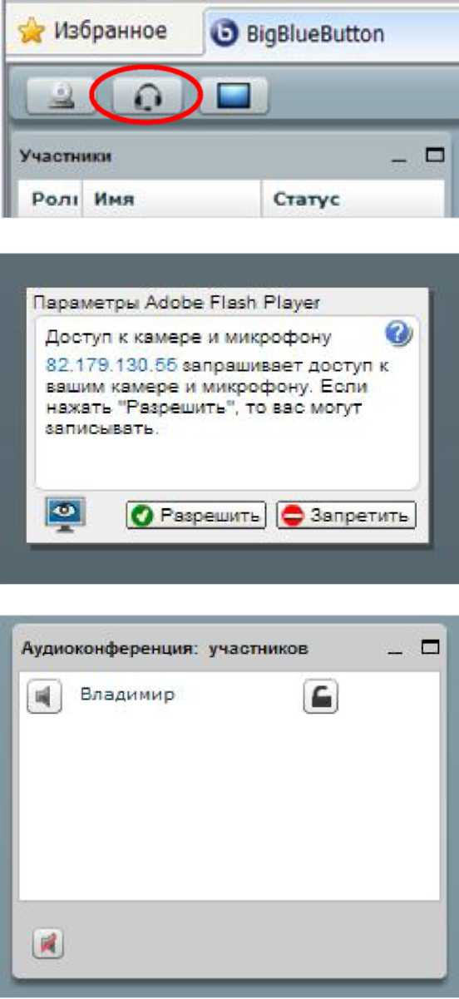 Избранное
BigBlueButton
Участники
Роль Имя Статус
Параметры Adobe Flash Player
Доступ к камере и микрофону
82.179.130.55 запрашивает доступ к
вашим камере и микрофону. Если
нажать "Разрешить", то вас могут
записывать.
Разрешить Запретить
Аудиоконференция: участников
Владимир